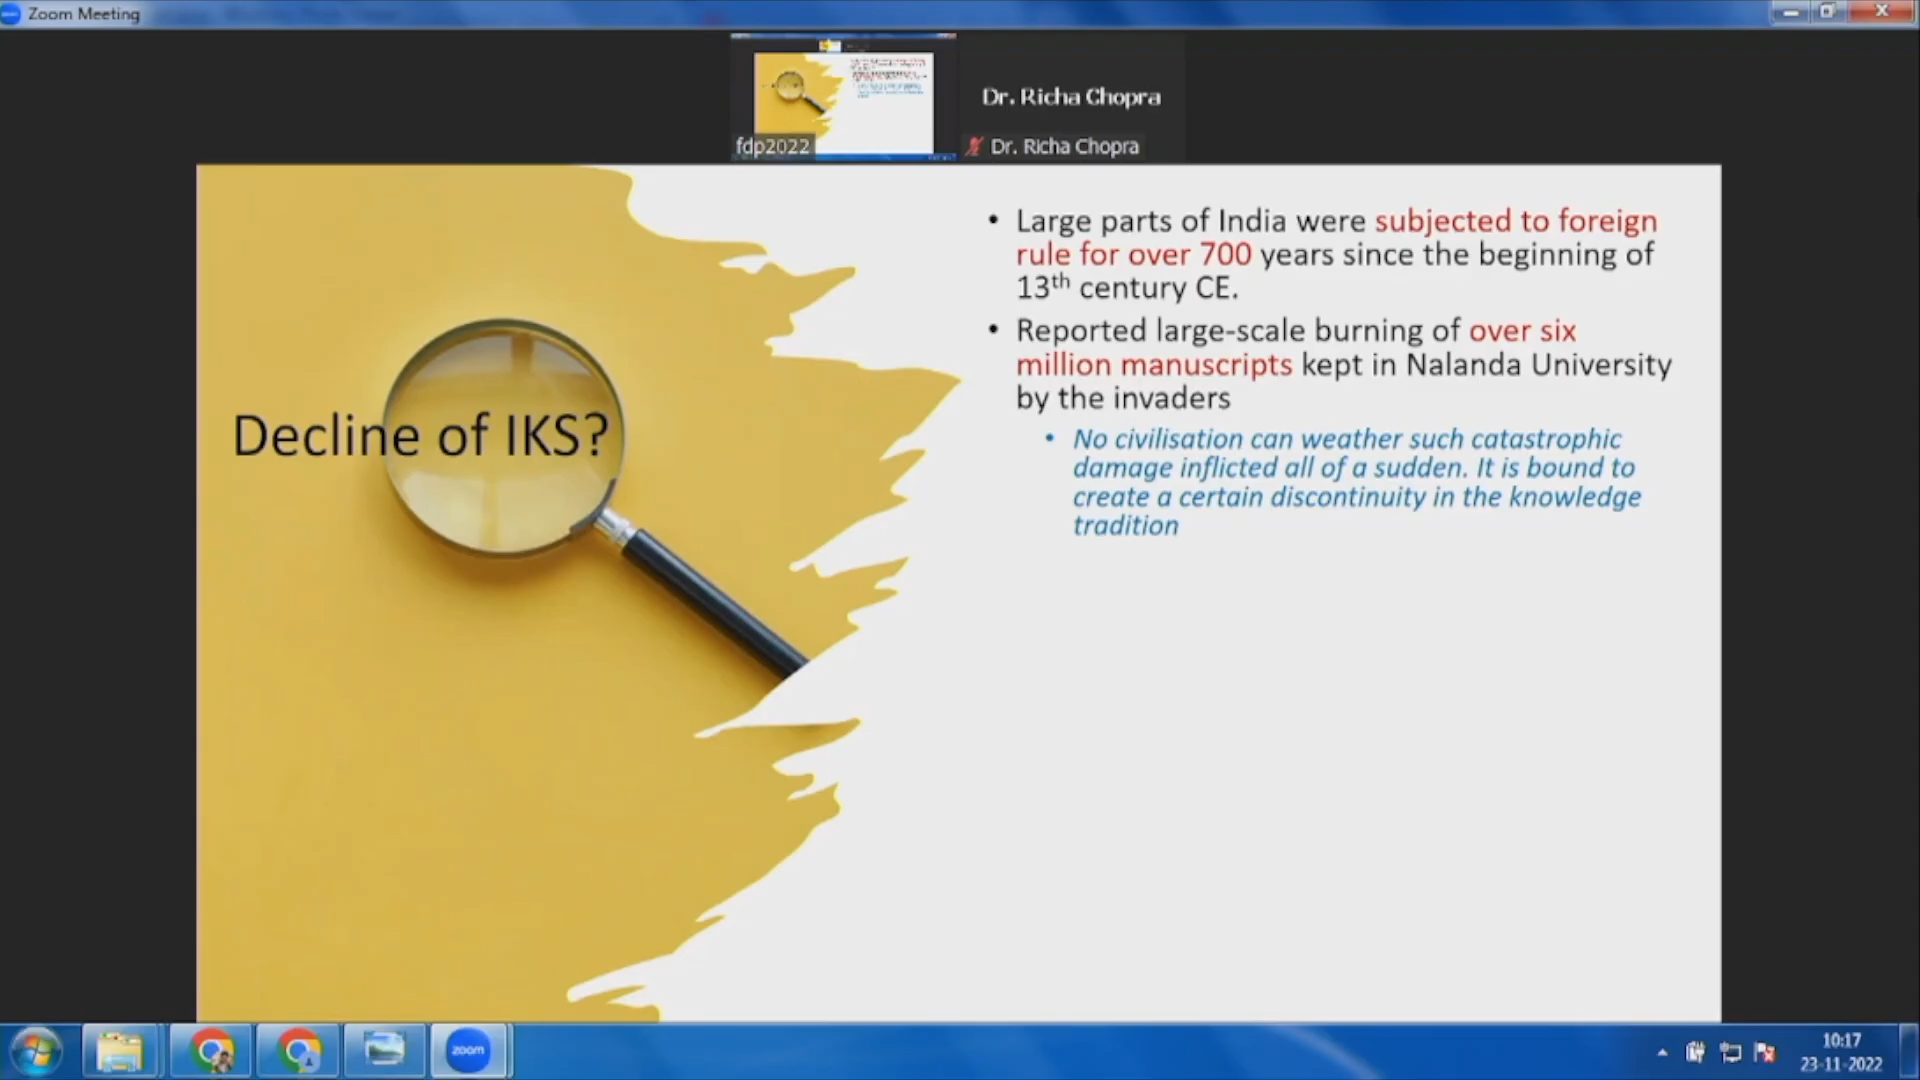 Zoom Meeting
Dr. Richa Chopra
fdp2022
Dr. Richa Chopra
Decline of IKS?
• Large parts of India were subjected to foreign
rule for over 700 years since the beginning of
13th century CE.
• Reported large-scale burning of over six
million manuscripts kept in Nalanda University
by the invaders
• No civilisation can weather such catastrophic
damage inflicted all of a sudden. It is bound to
create a certain discontinuity in the knowledge
tradition
zoom
10:17
23-11-2022